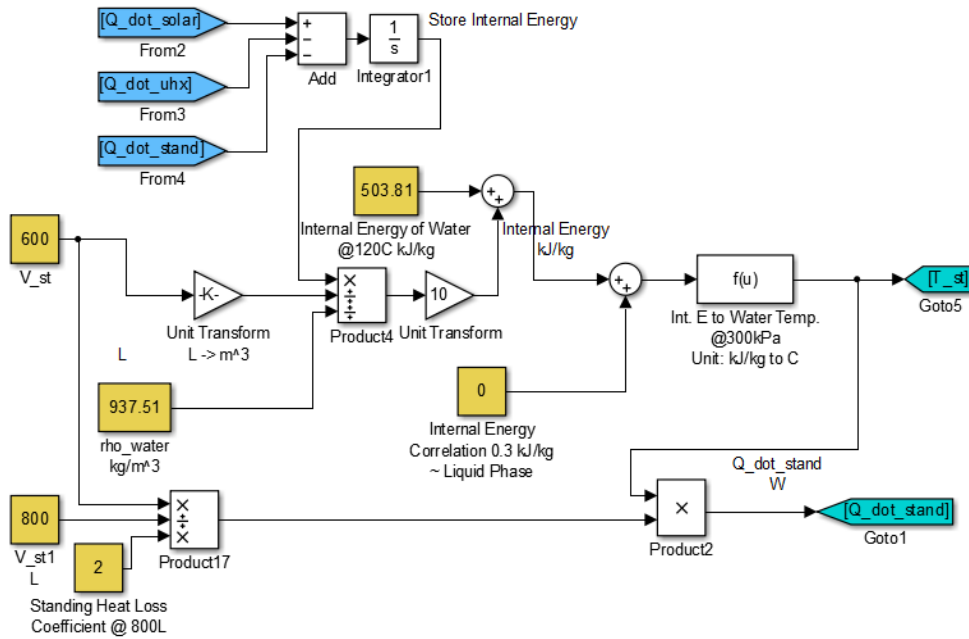 [Q_dot_solar]
From2
[Q_dot_uhx]
From3
[Q_dot_stand]
From4
+
−
−
Add
1
s
Integrator1
Store Internal Energy
503.81
Internal Energy of Water
@120C kJ/kg
+
+
Internal Energy
kJ/kg
600
V_st
-K-
Unit Transform
L -> m^3
L
×
÷
÷
Product4
10
Unit Transform
+
+
f(u)
Int. E to Water Temp.
@300kPa
Unit: kJ/kg to C
[T_st]
Goto5
937.51
rho_water
kg/m^3
0
Internal Energy
Correlation 0.3 kJ/kg
~ Liquid Phase
800
V_st1
L
2
Standing Heat Loss
Coefficient @ 800L
×
÷
×
Product17
×
Product2
Q_dot_stand
W
[Q_dot_stand]
Goto1